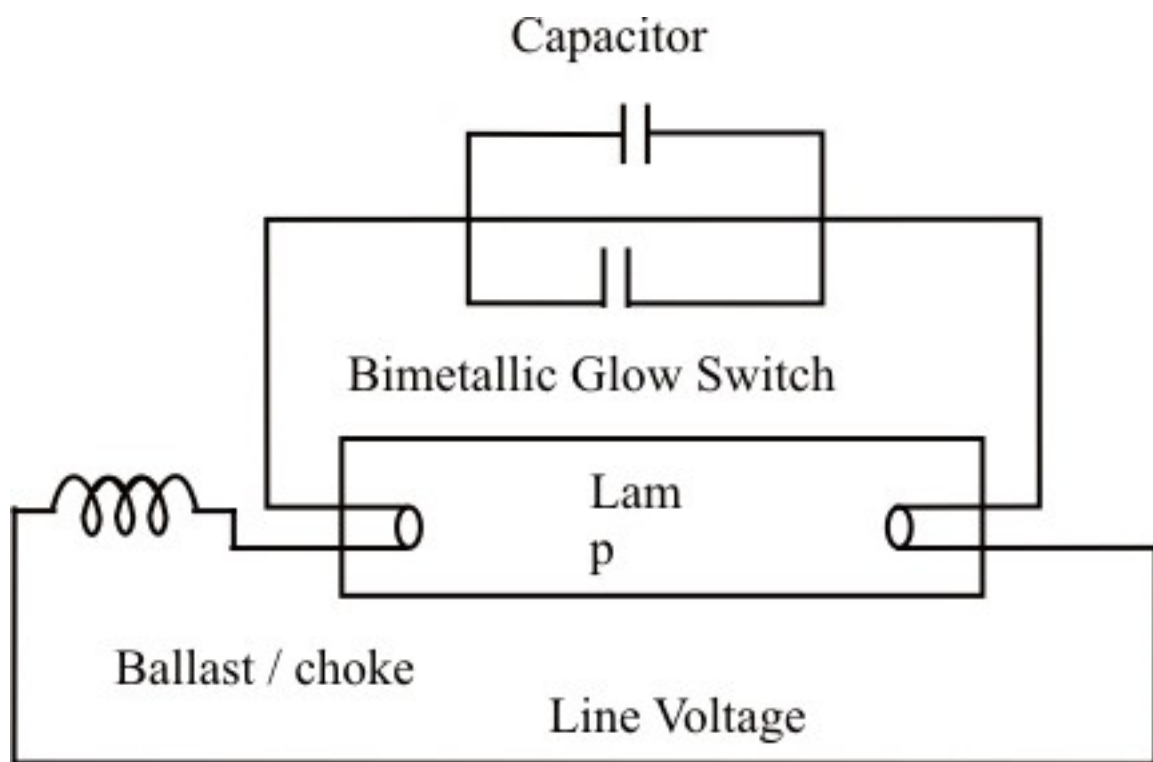 Capacitor
Bimetallic Glow Switch
Lam
p
Ballast / choke
Line Voltage